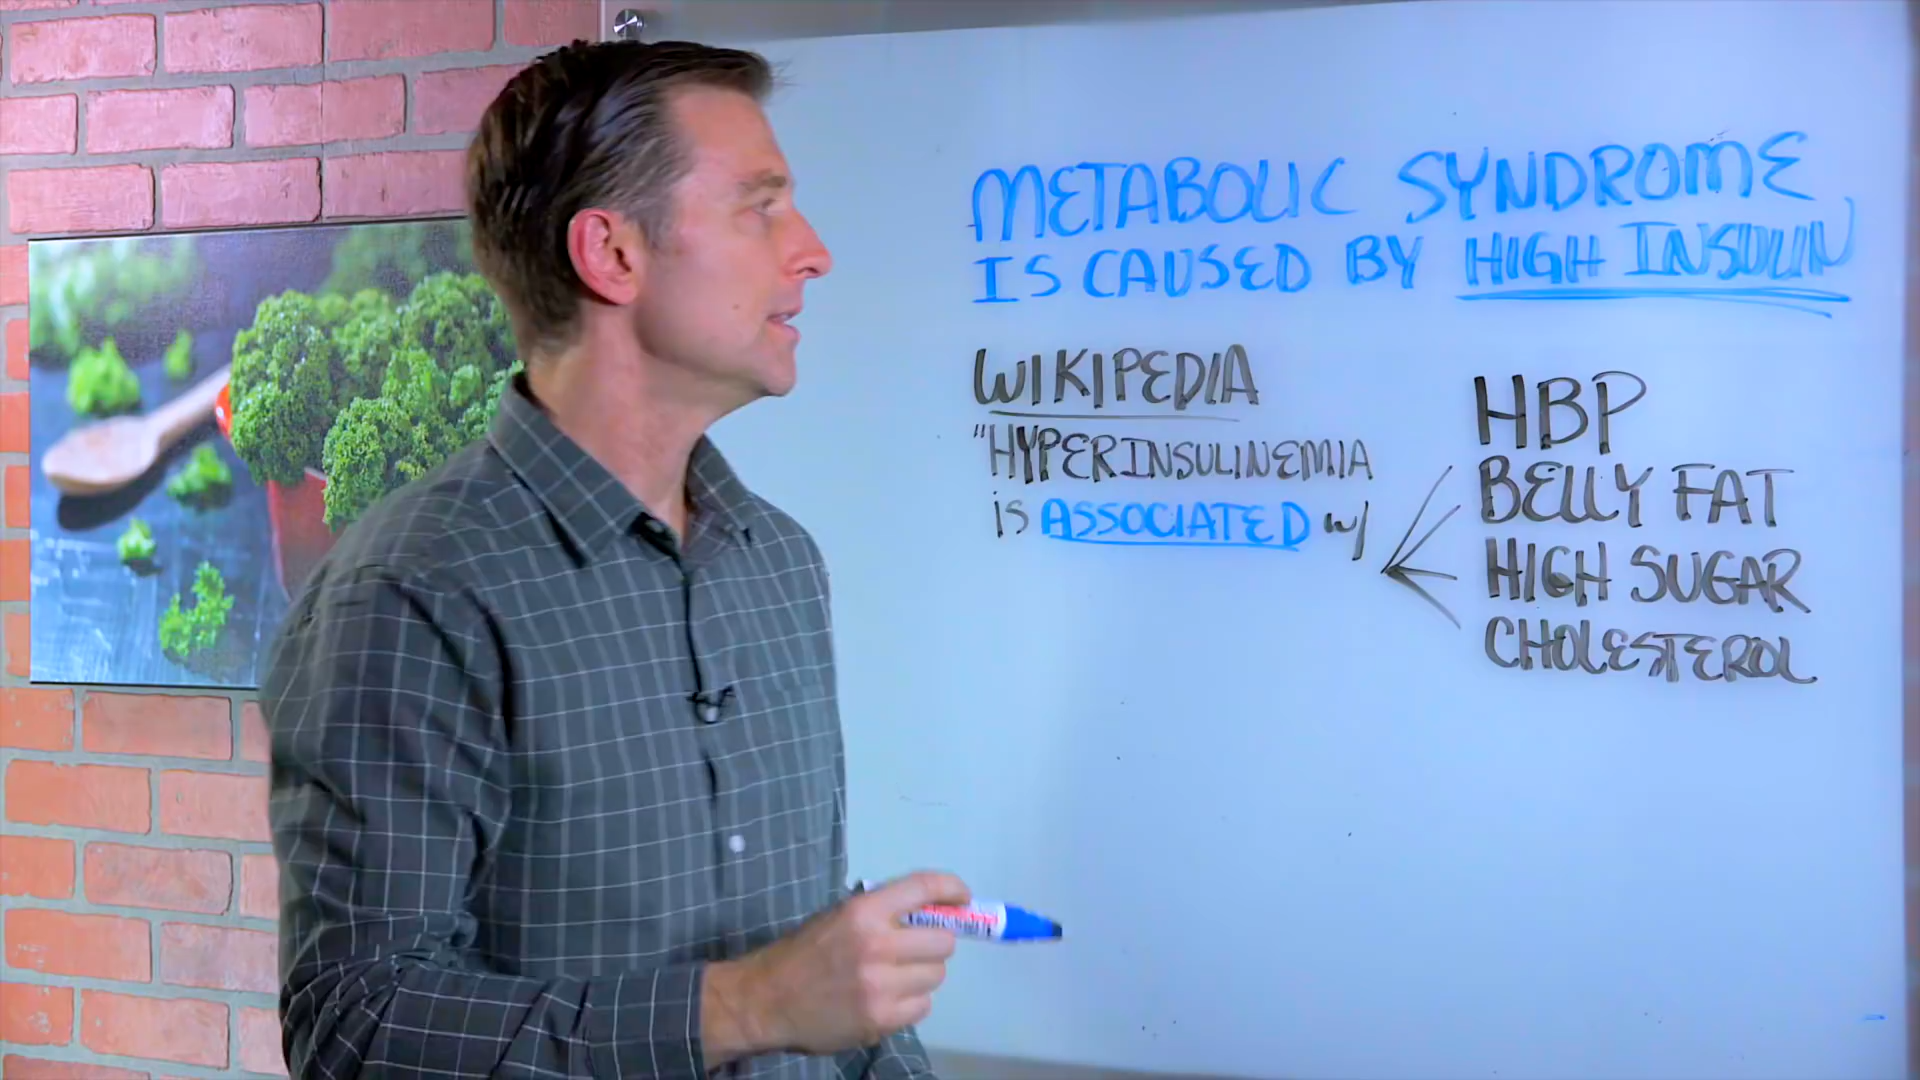 METABOLIC SYNDROME
IS CAUSED BY HIGH INSULIN
WIKIPEDIA
"HYPERINSULINEMIA
is ASSOCIATED w/
HBP
BELLY FAT
HIGH SUGAR
CHOLESTEROL